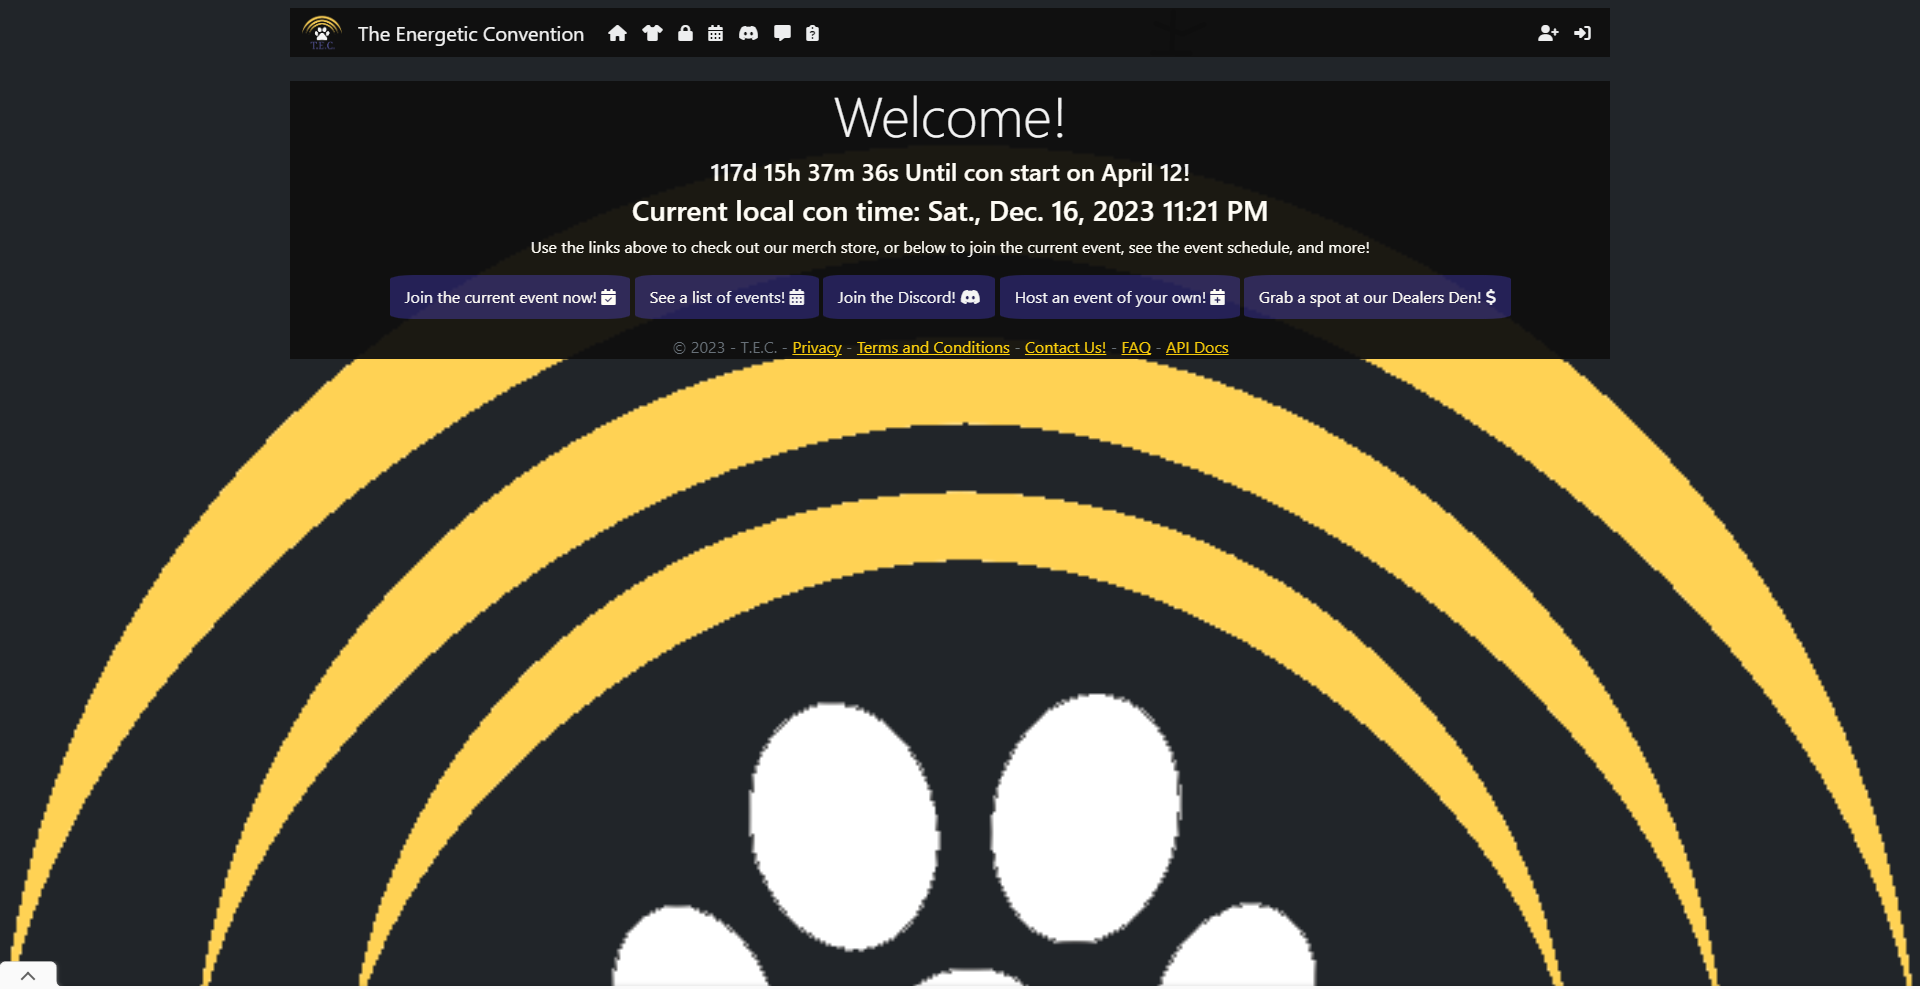 T.E.C.
The Energetic Convention
Welcome!
117d 15h 37m 36s Until con start on April 12!
Current local con time: Sat., Dec. 16, 2023 11:21 PM
Use the links above to check out our merch store, or below to join the current event, see the event schedule, and more!
Join the current event now! See a list of events! Join the Discord! Host an event of your own! Grab a spot at our Dealers Den! $
© 2023 - T.E.C. - Privacy - Terms and Conditions - Contact Us! - FAQ - API Docs